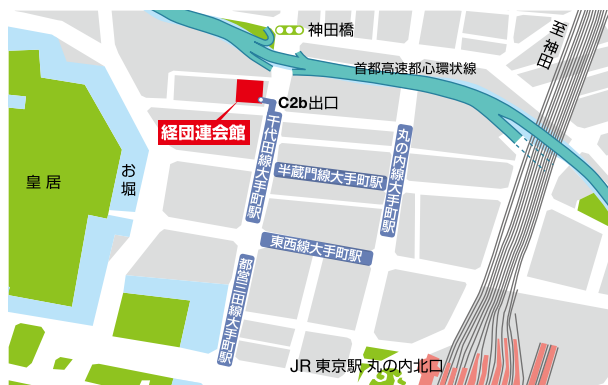 神田橋
至 神田
首都高速都心環状線
C2b出口
経団連会館
千代田線大手町駅
丸の内線大手町駅
半蔵門線大手町駅
お堀
皇居
東西線大手町駅
都営三田線大手町駅
JR 東京駅 丸の内北口